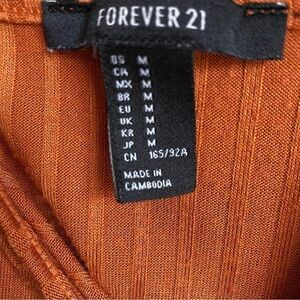 FOREVER 21
US M
CA M
MX M
BR M
EU M
UK M
KR M
JP M
CN 165/92A
MADE IN
CAMBODIA